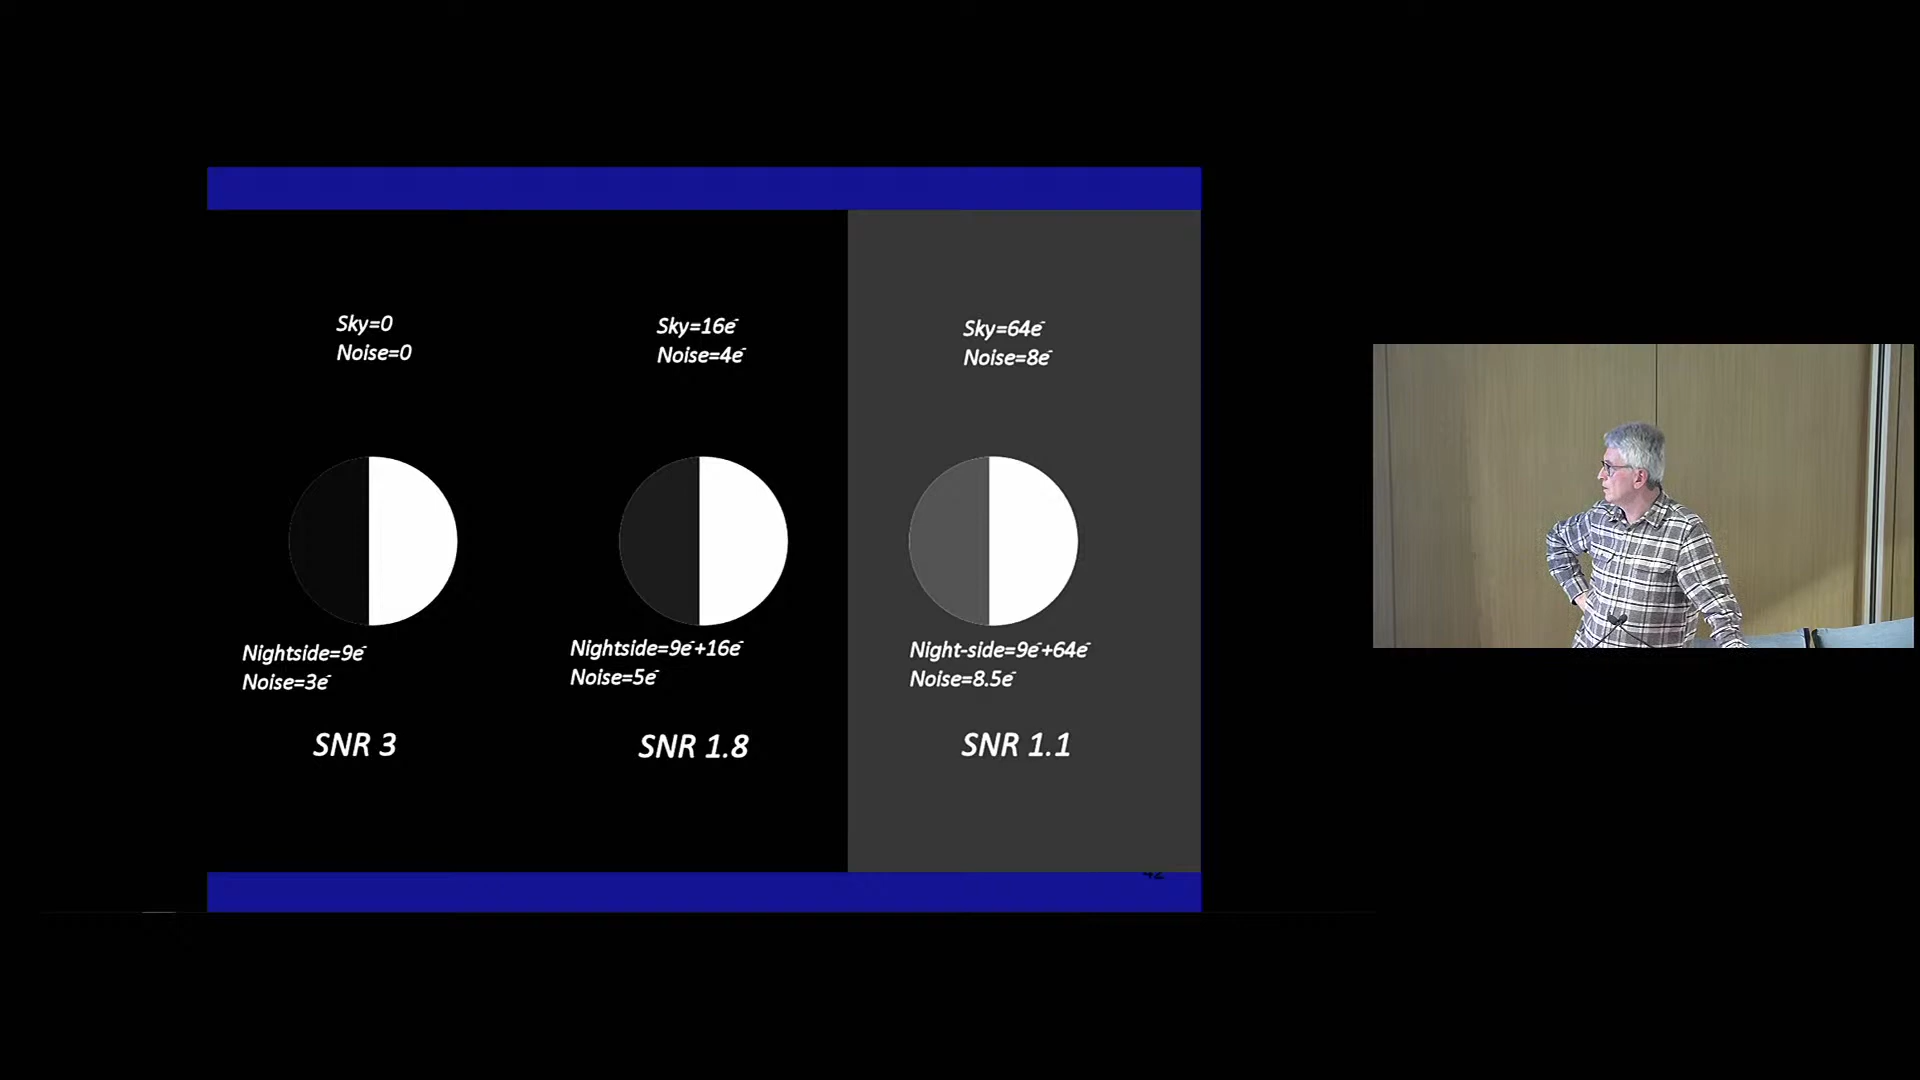 Sky=0
Noise=0
Sky=16e-
Noise=4e-
Sky=64e-
Noise=8e-
Nightside=9e-
Noise=3e-
Nightside=9e-+16e-
Noise=5e-
Night-side=9e-+64e-
Noise=8.5e-
SNR 3
SNR 1.8
SNR 1.1
42